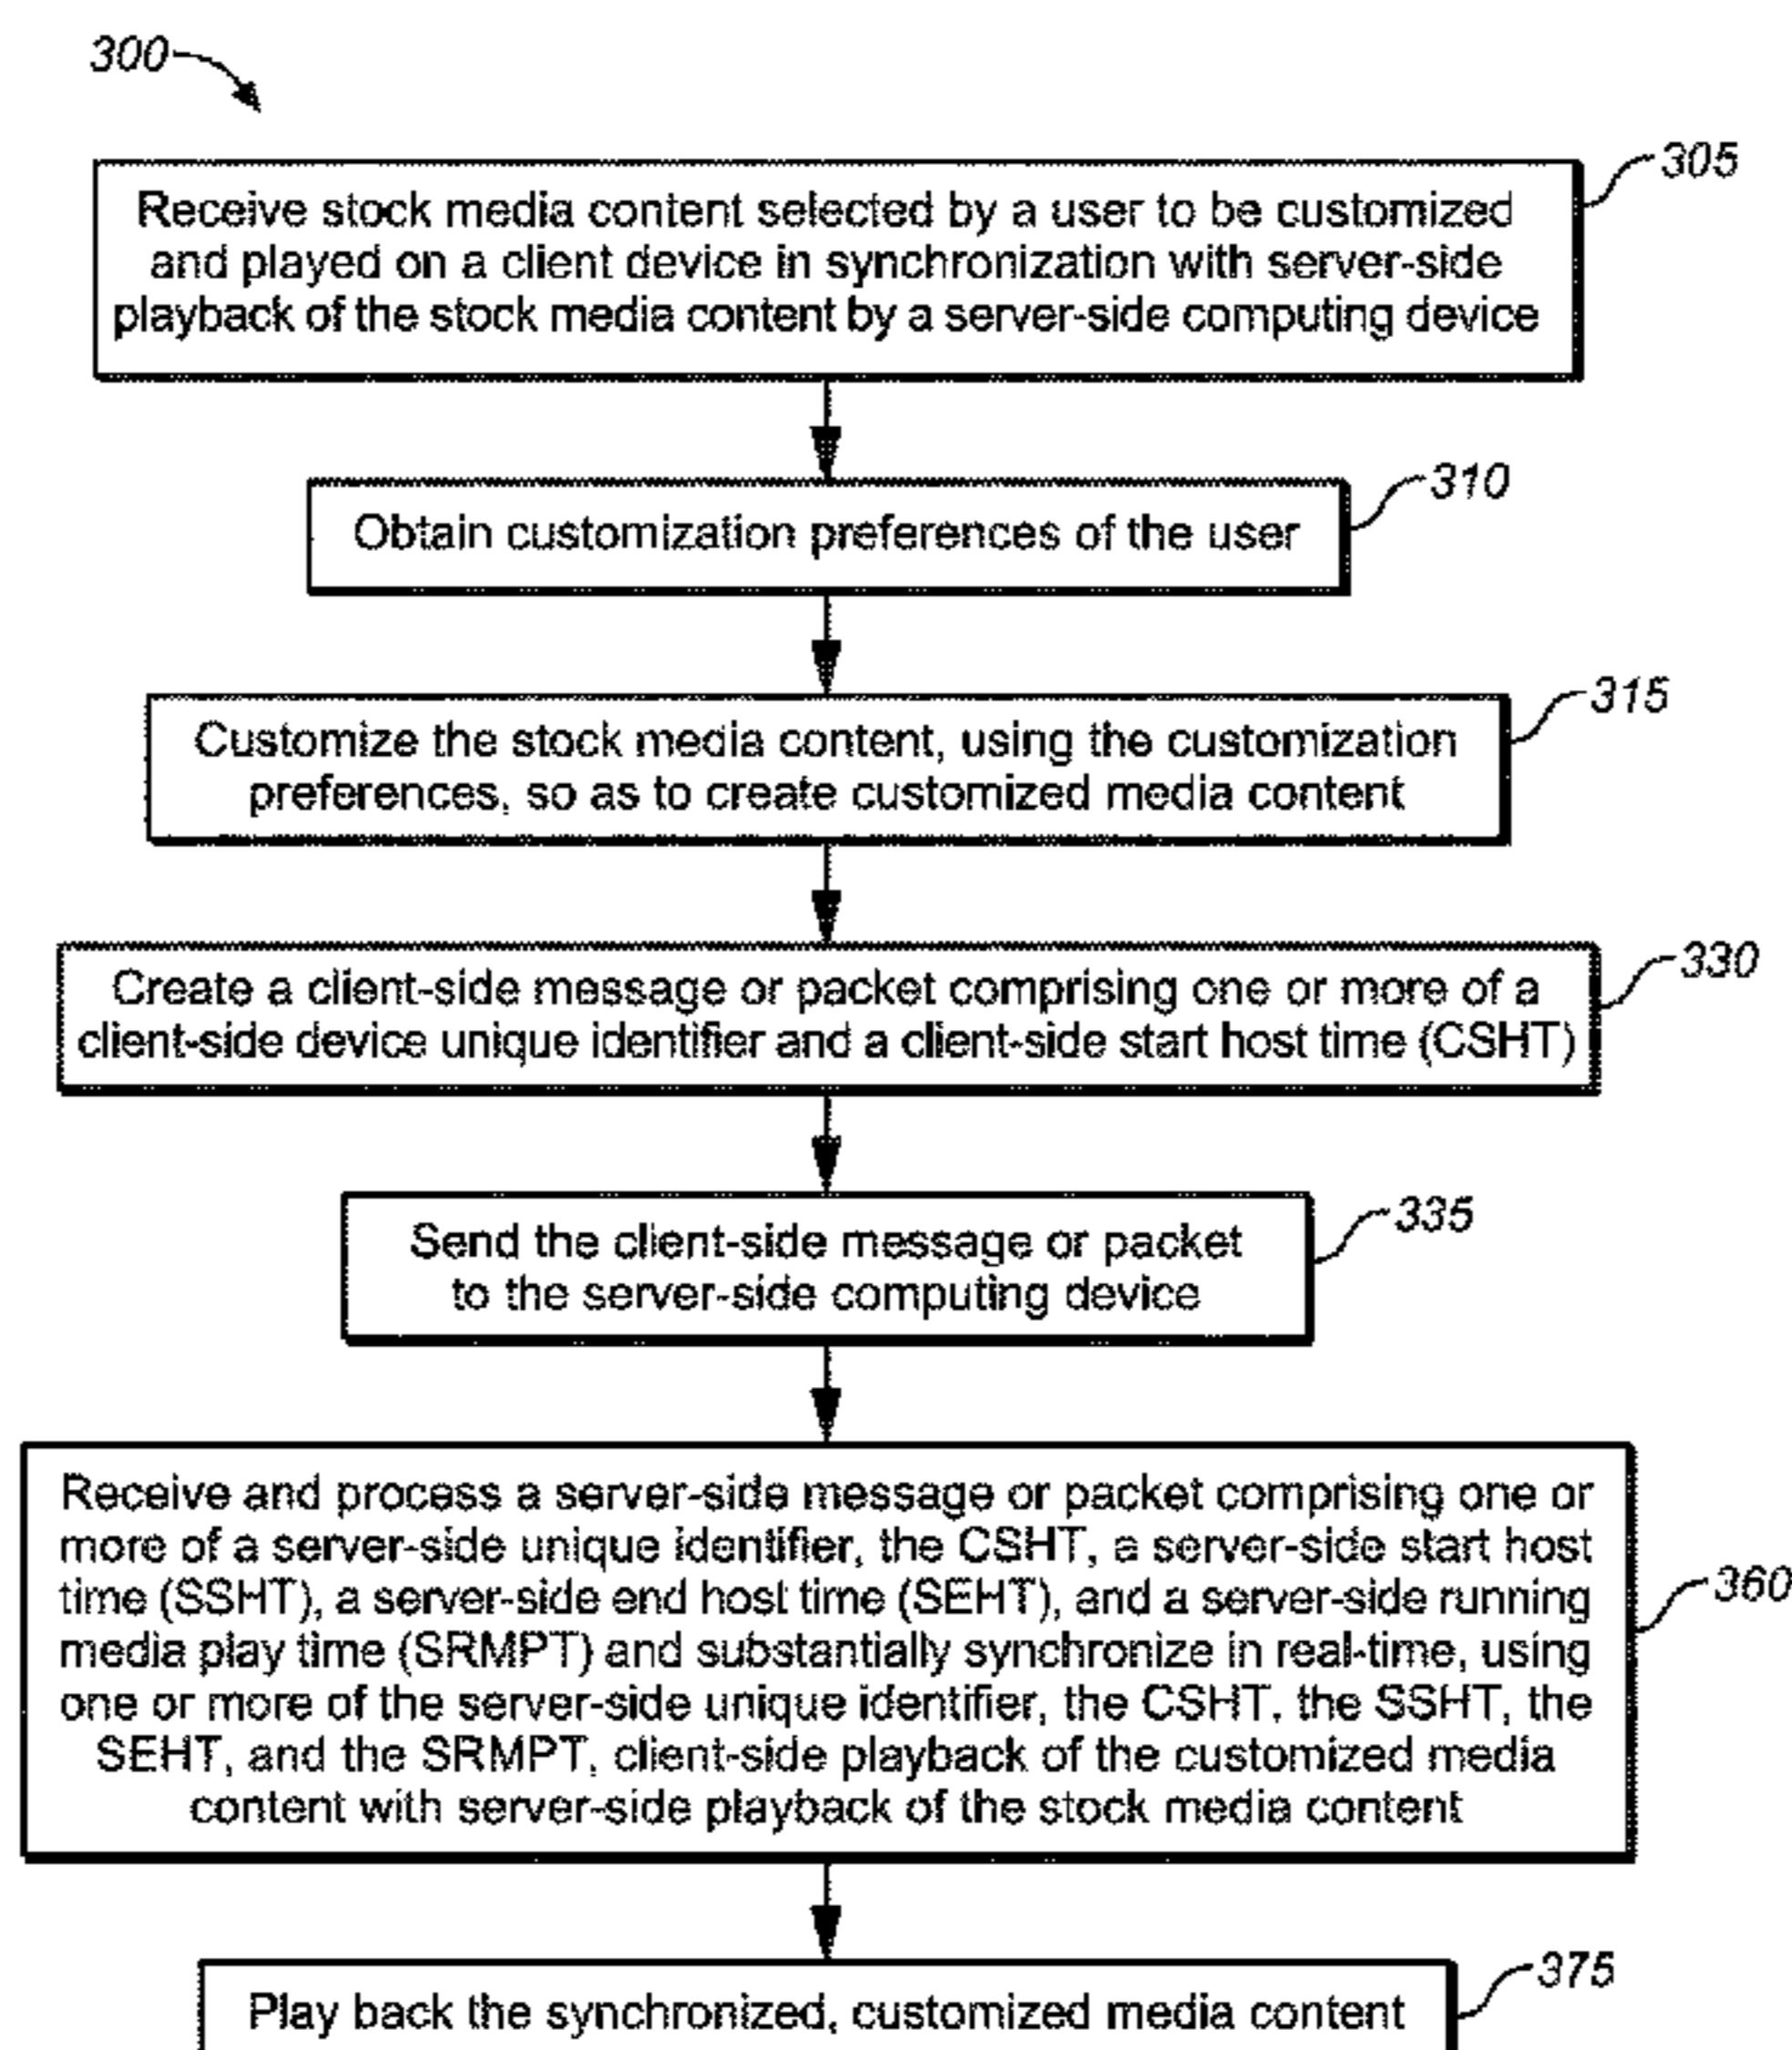 300
305
Receive stock media content selected by a user to be customized
and played on a client device in synchronization with server-side
playback of the stock media content by a server-side computing device
310
Obtain customization preferences of the user
315
Customize the stock media content, using the customization
preferences, so as to create customized media content
330
Create a client-side message or packet comprising one or more of a
client-side device unique identifier and a client-side start host time (CSHT)
335
Send the client-side message or packet
to the server-side computing device
360
Receive and process a server-side message or packet comprising one or
more of a server-side unique identifier, the CSHT, a server-side start host
time (SSHT), a server-side end host time (SEHT), and a server-side running
media play time (SRMPT) and substantially synchronize in real-time, using
one or more of the server-side unique identifier, the CSHT, the SSHT, the
SEHT, and the SRMPT, client-side playback of the customized media
content with server-side playback of the stock media content
375
Play back the synchronized, customized media content